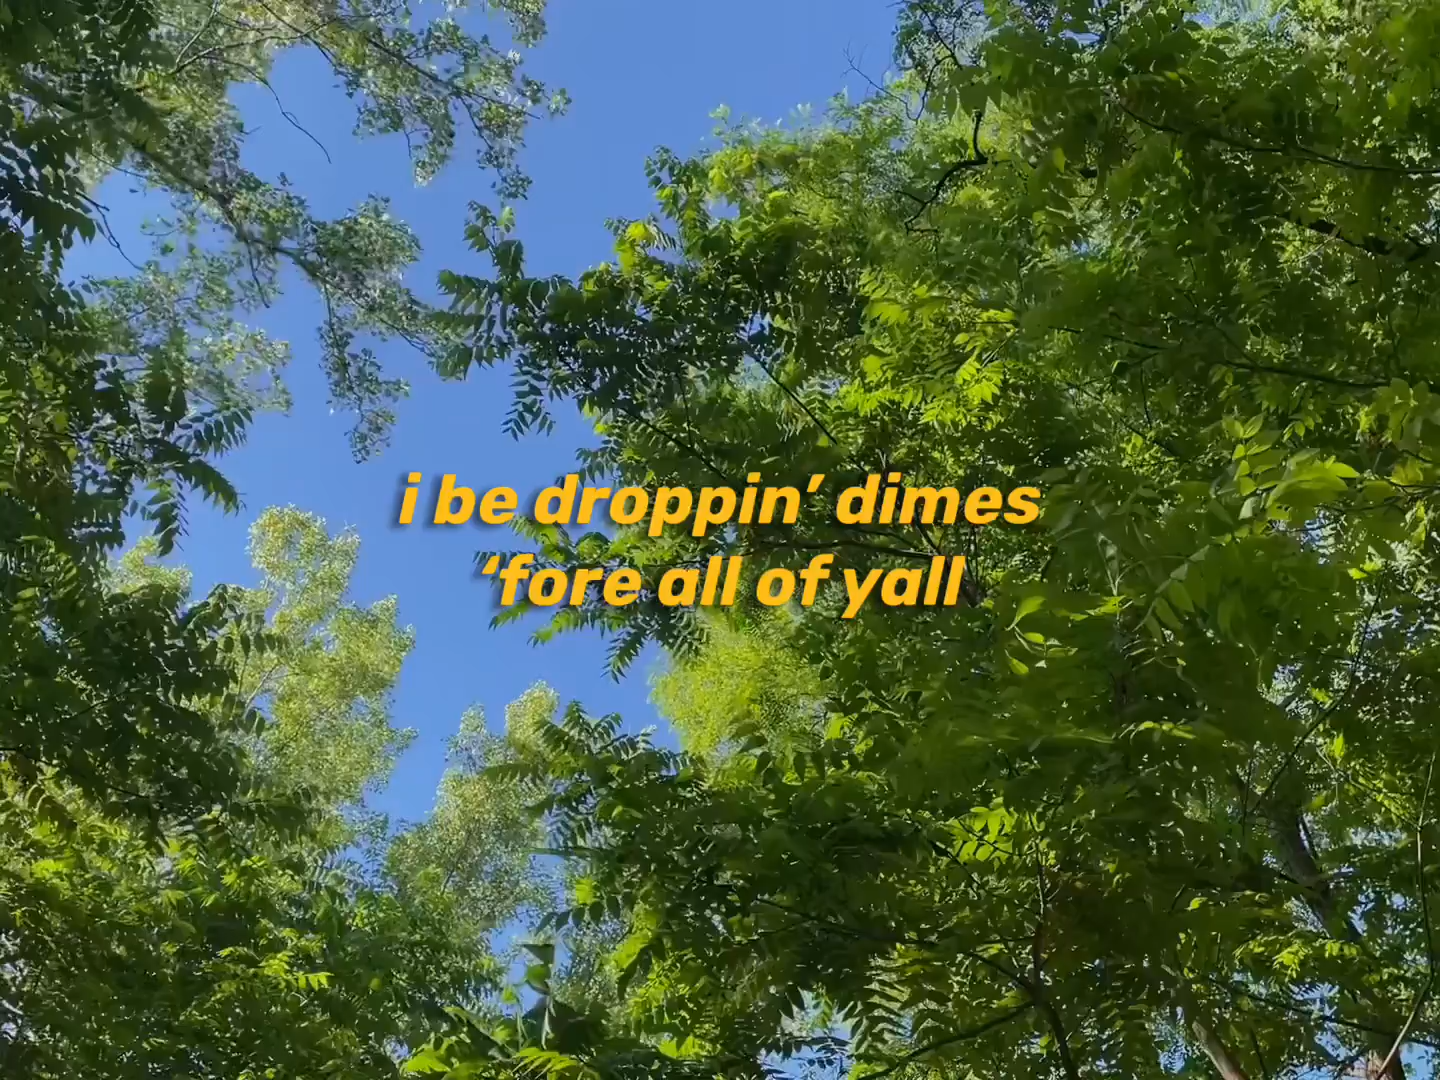 i be droppin’ dimes
‘fore all of yall